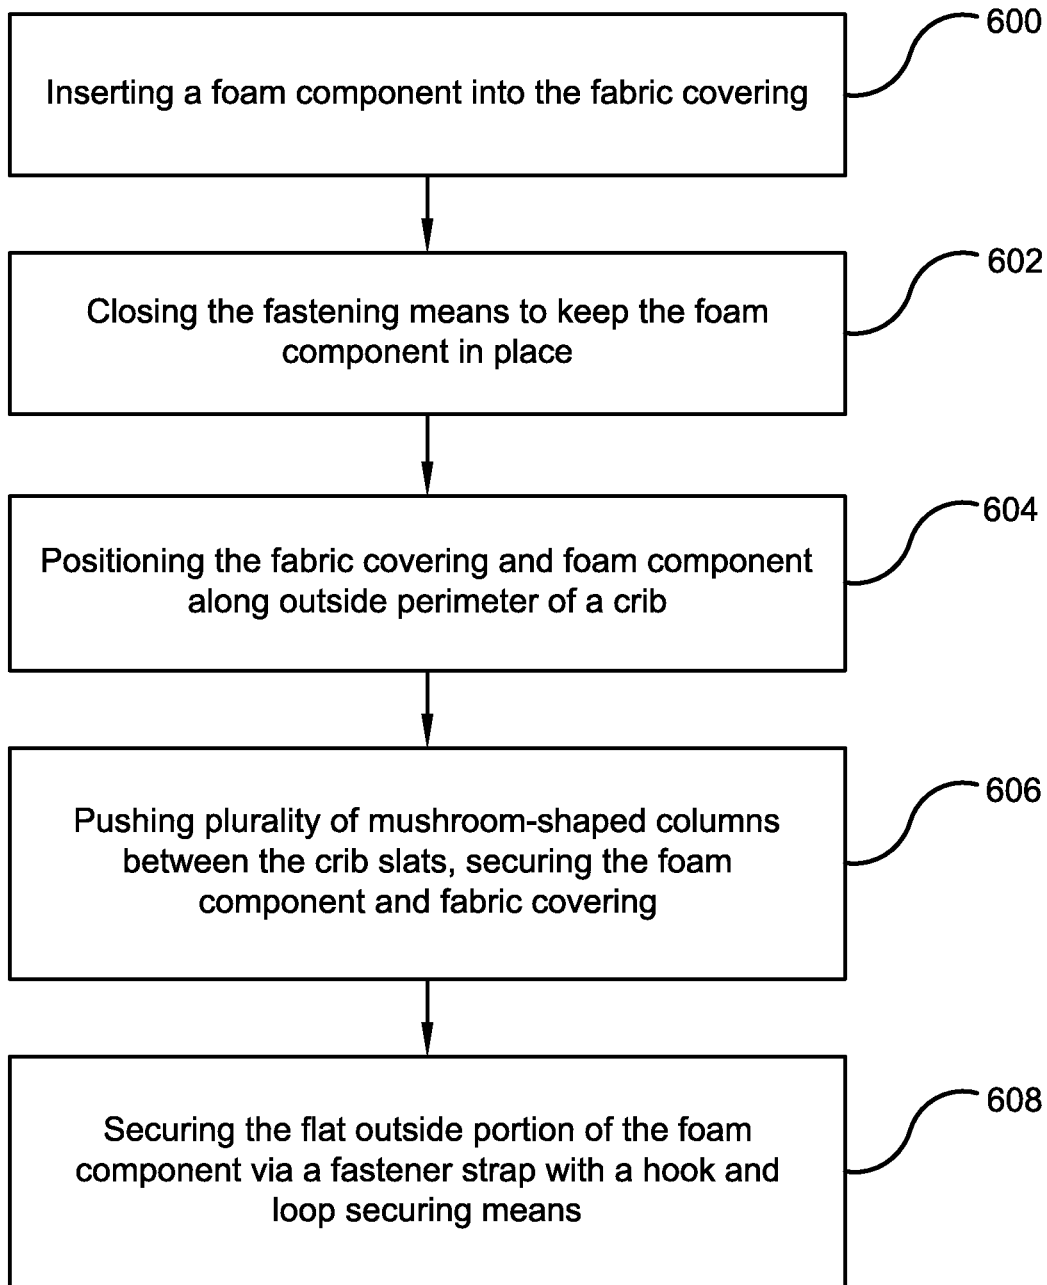 600
Inserting a foam component into the fabric covering
602
Closing the fastening means to keep the foam
component in place
604
Positioning the fabric covering and foam component
along outside perimeter of a crib
606
Pushing plurality of mushroom-shaped columns
between the crib slats, securing the foam
component and fabric covering
608
Securing the flat outside portion of the foam
component via a fastener strap with a hook and
loop securing means